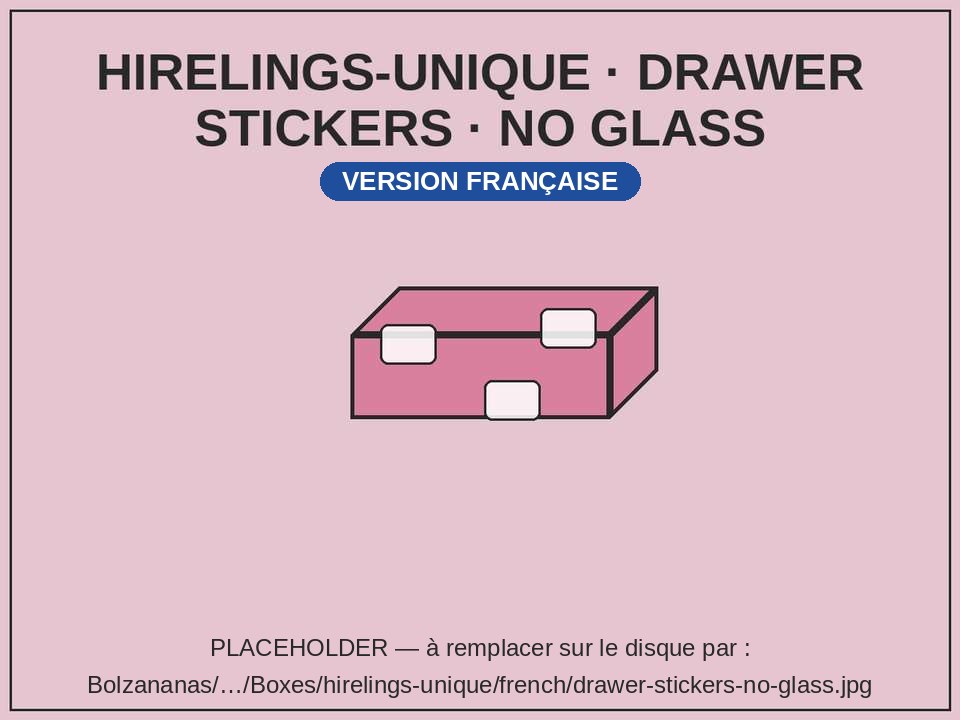 HIRELINGS-UNIQUE · DRAWER
STICKERS · NO GLASS
VERSION FRANÇAISE
PLACEHOLDER — à remplacer sur le disque par :
Bolzananas/…/Boxes/hirelings-unique/french/drawer-stickers-no-glass.jpg